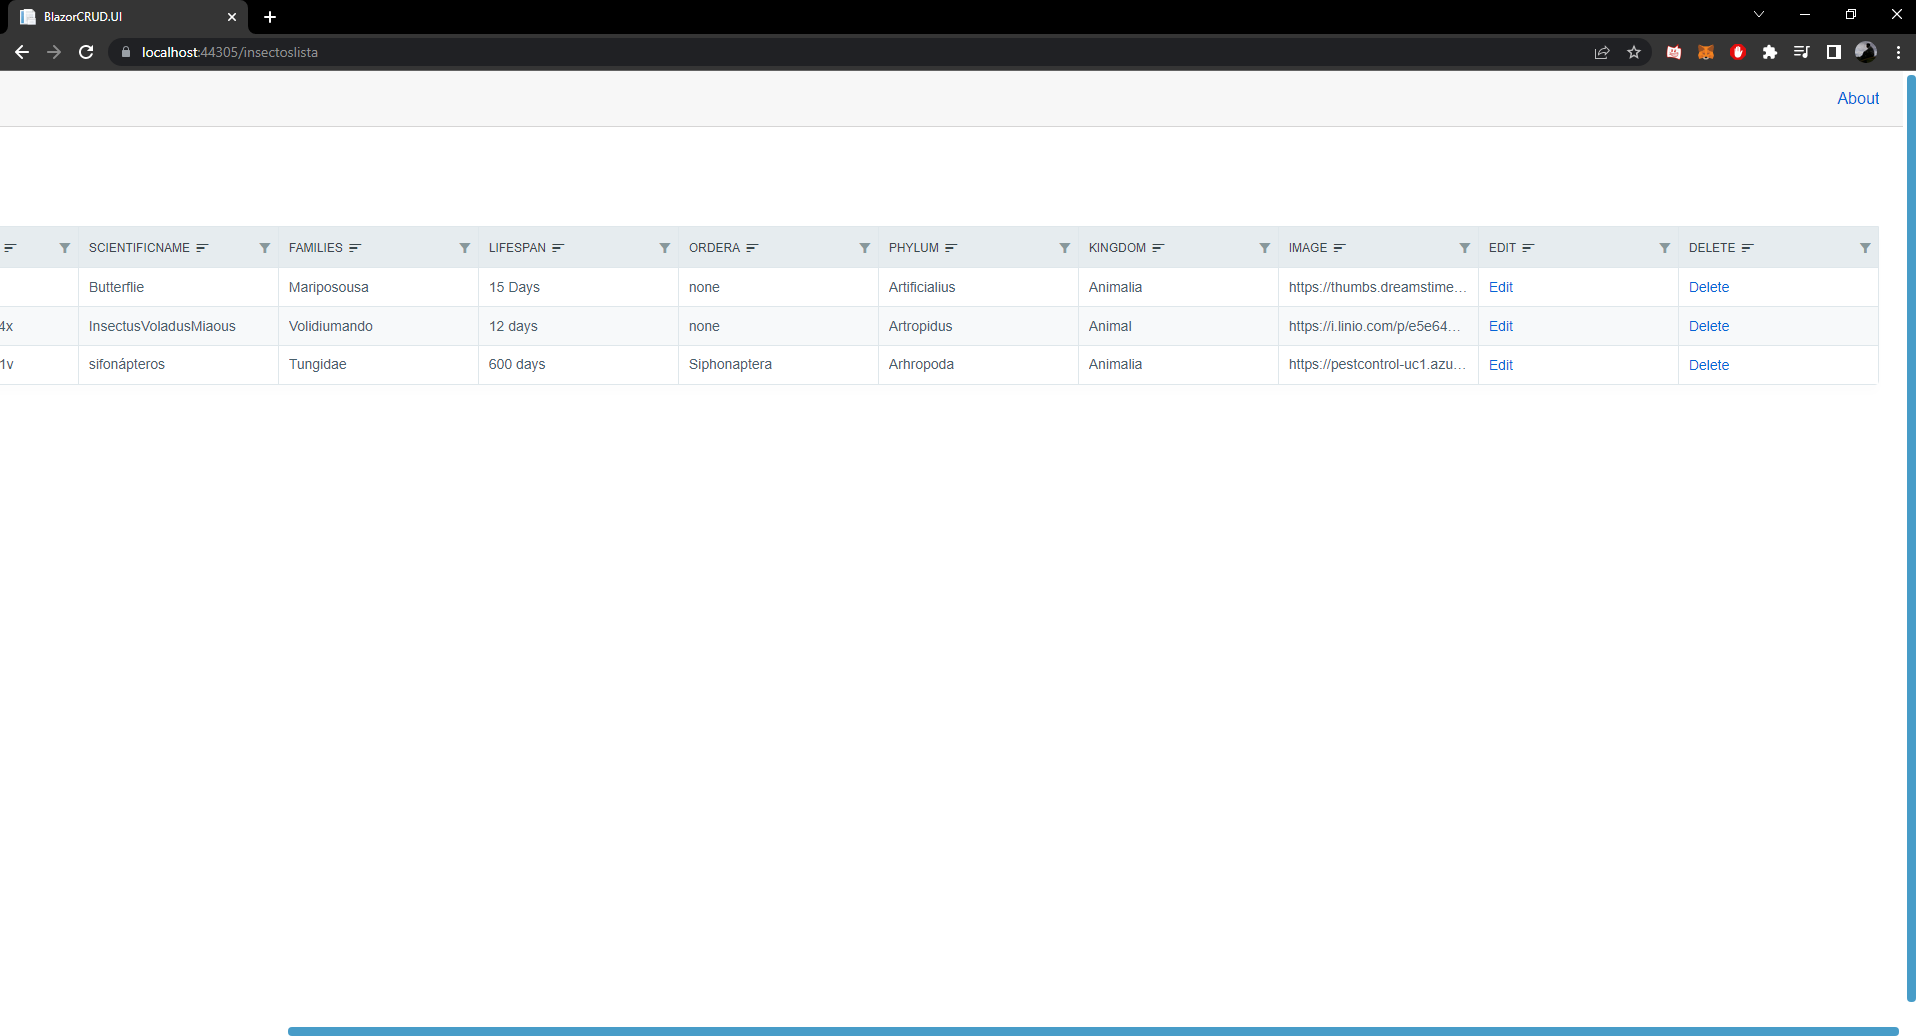 BlazorCRUD.UI
localhost:44305/insectoslista
About
SCIENTIFICNAME FAMILIES LIFESPAN ORDERA PHYLUM KINGDOM IMAGE EDIT DELETE
Butterflie Mariposousa 15 Days none Artificialius Animalia https://thumbs.dreamstime... Edit Delete
4x InsectusVoladusMiaous Volidiumando 12 days none Artropidus Animal https://i.linio.com/p/e5e64... Edit Delete
1v sifonápteros Tungidae 600 days Siphonaptera Arhropoda Animalia https://pestcontrol-uc1.azu... Edit Delete